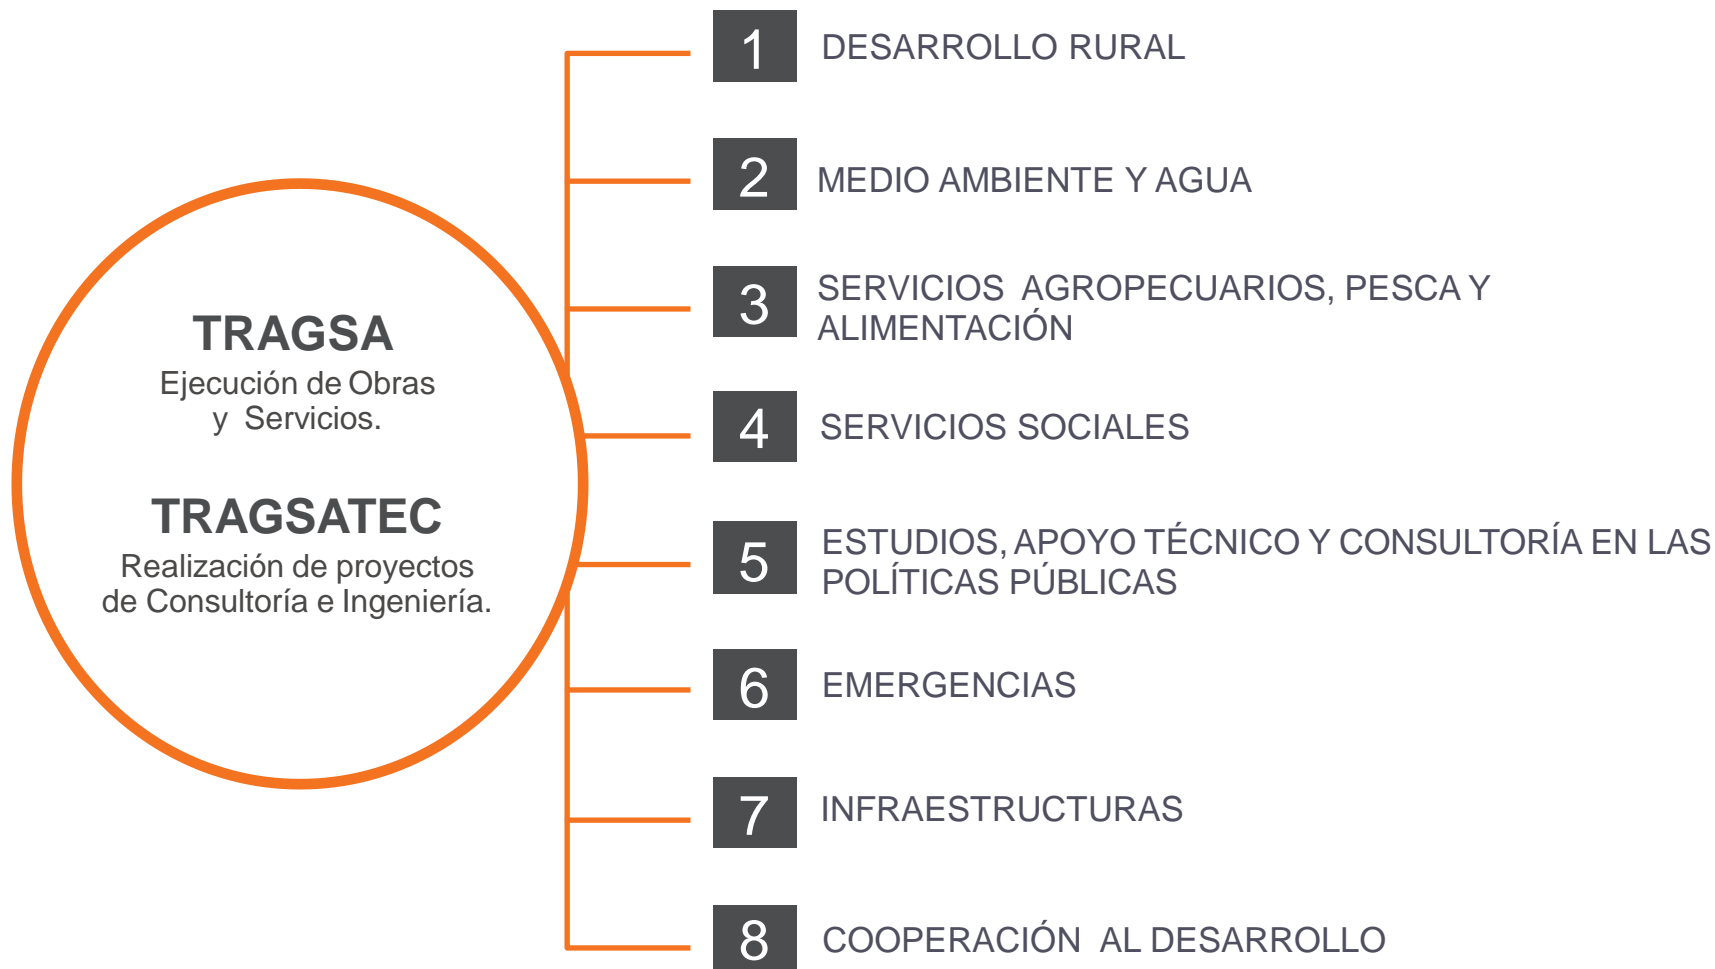 TRAGSA
Ejecución de Obras
y Servicios.
TRAGSATEC
Realización de proyectos
de Consultoría e Ingeniería.
1 DESARROLLO RURAL
2 MEDIO AMBIENTE Y AGUA
3 SERVICIOS AGROPECUARIOS, PESCA Y
ALIMENTACIÓN
4 SERVICIOS SOCIALES
5 ESTUDIOS, APOYO TÉCNICO Y CONSULTORÍA EN LAS
POLÍTICAS PÚBLICAS
6 EMERGENCIAS
7 INFRAESTRUCTURAS
8 COOPERACIÓN AL DESARROLLO